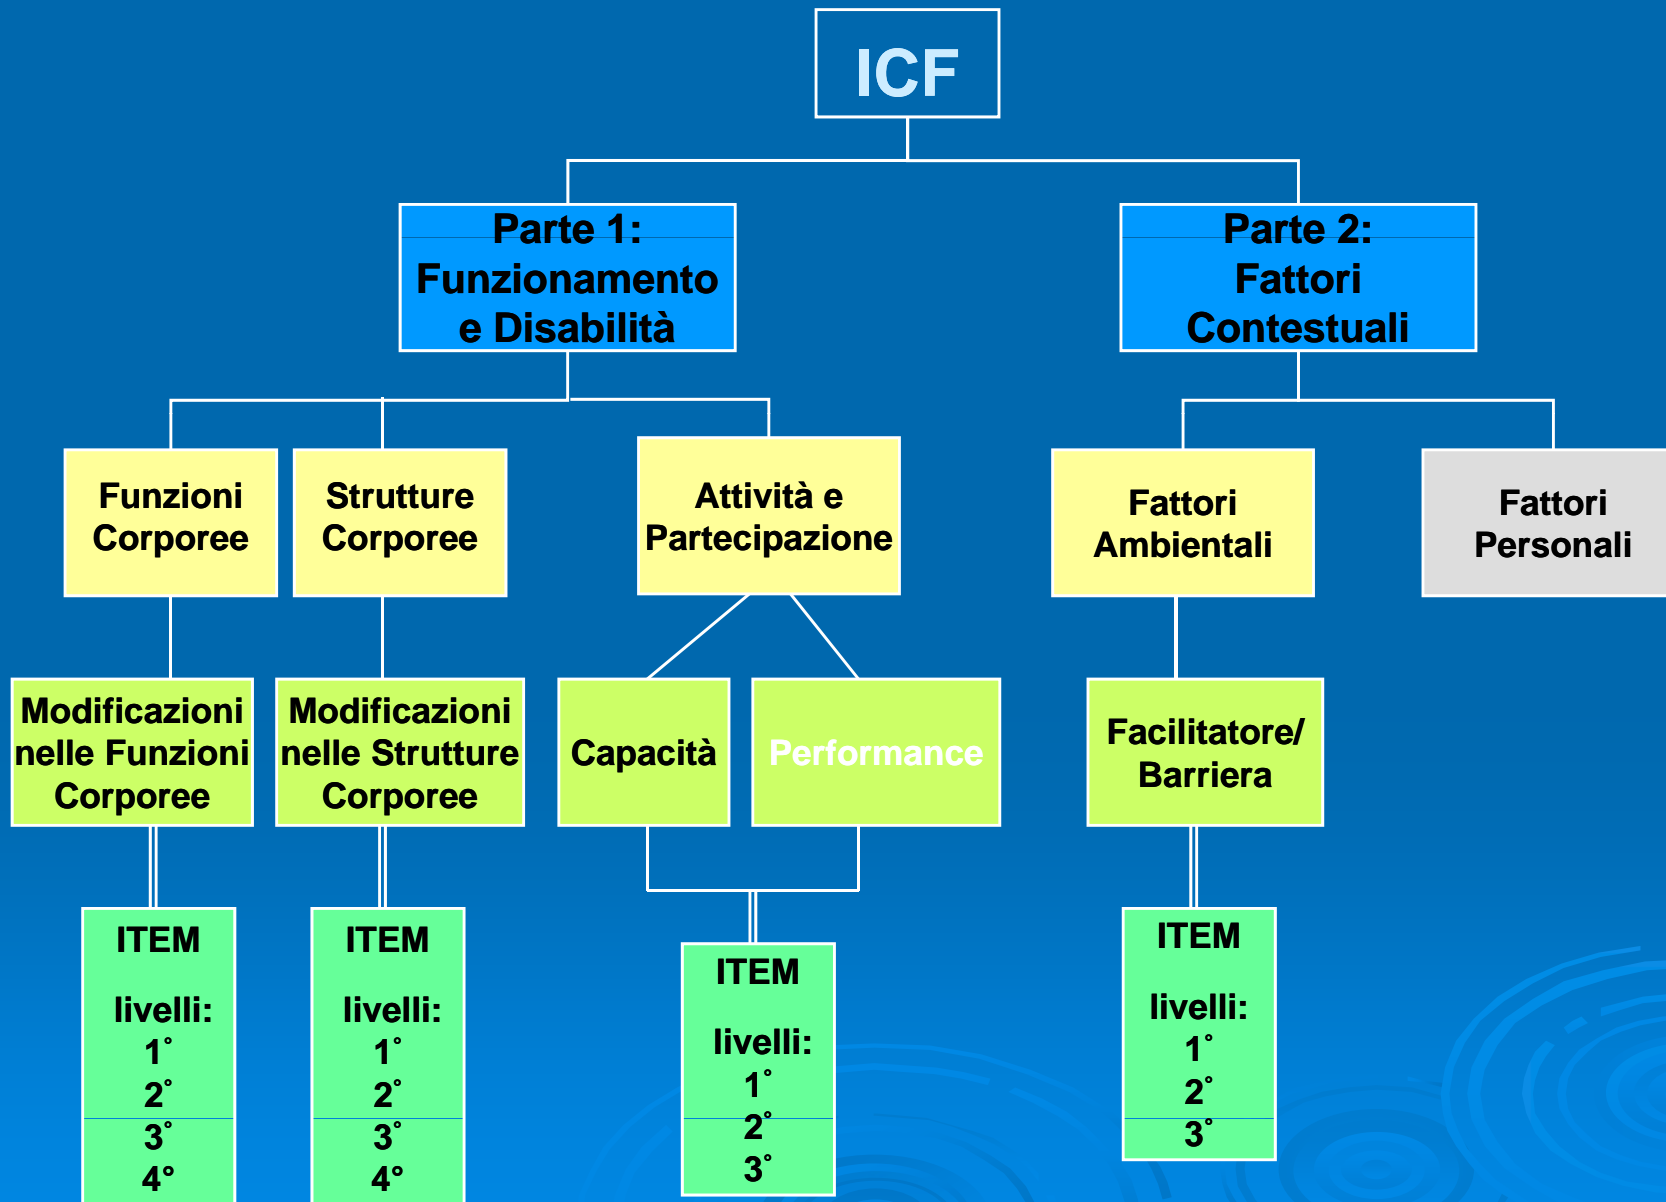 ICF
Parte 1:
Funzionamento
e Disabilità
Parte 2:
Fattori
Contestuali
Funzioni
Corporee
Strutture
Corporee
Attività e
Partecipazione
Fattori
Ambientali
Fattori
Personali
Modificazioni
nelle Funzioni
Corporee
Modificazioni
nelle Strutture
Corporee
Capacità
Performance
Facilitatore/
Barriera
ITEM
livelli:
1°
2°
3°
4°
ITEM
livelli:
1°
2°
3°
4°
ITEM
livelli:
1°
2°
3°
ITEM
livelli:
1°
2°
3°